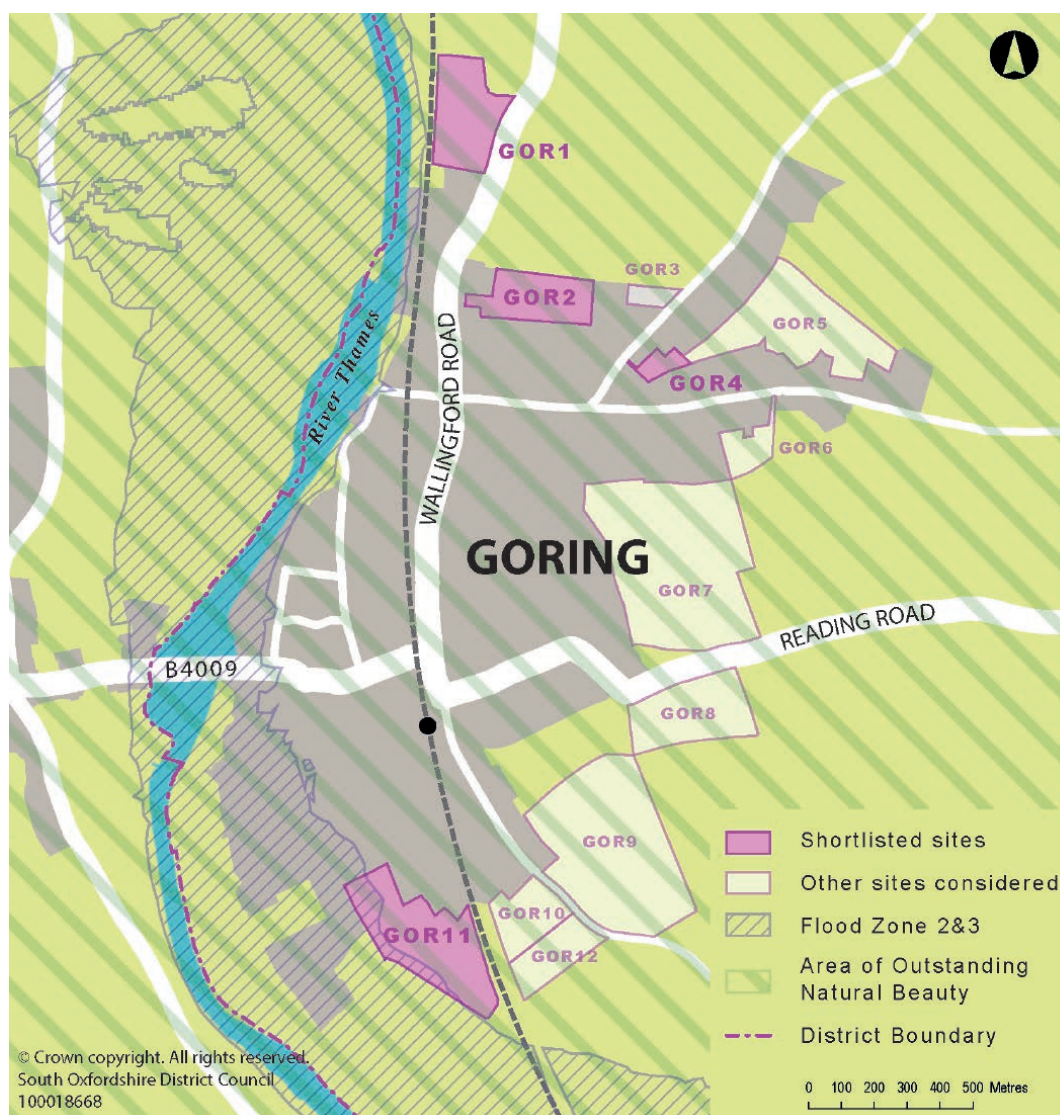 GOR1
GOR3
GOR2
GOR5
GOR4
River Thames
WALLINGFORD ROAD
GOR6
GORING
GOR7
READING ROAD
B4009
GOR8
GOR9
GOR10
GOR11
GOR12
Shortlisted sites
Other sites considered
Flood Zone 2&3
Area of Outstanding
Natural Beauty
District Boundary
© Crown copyright. All rights reserved.
South Oxfordshire District Council
100018668
0 100 200 300 400 500 Metres